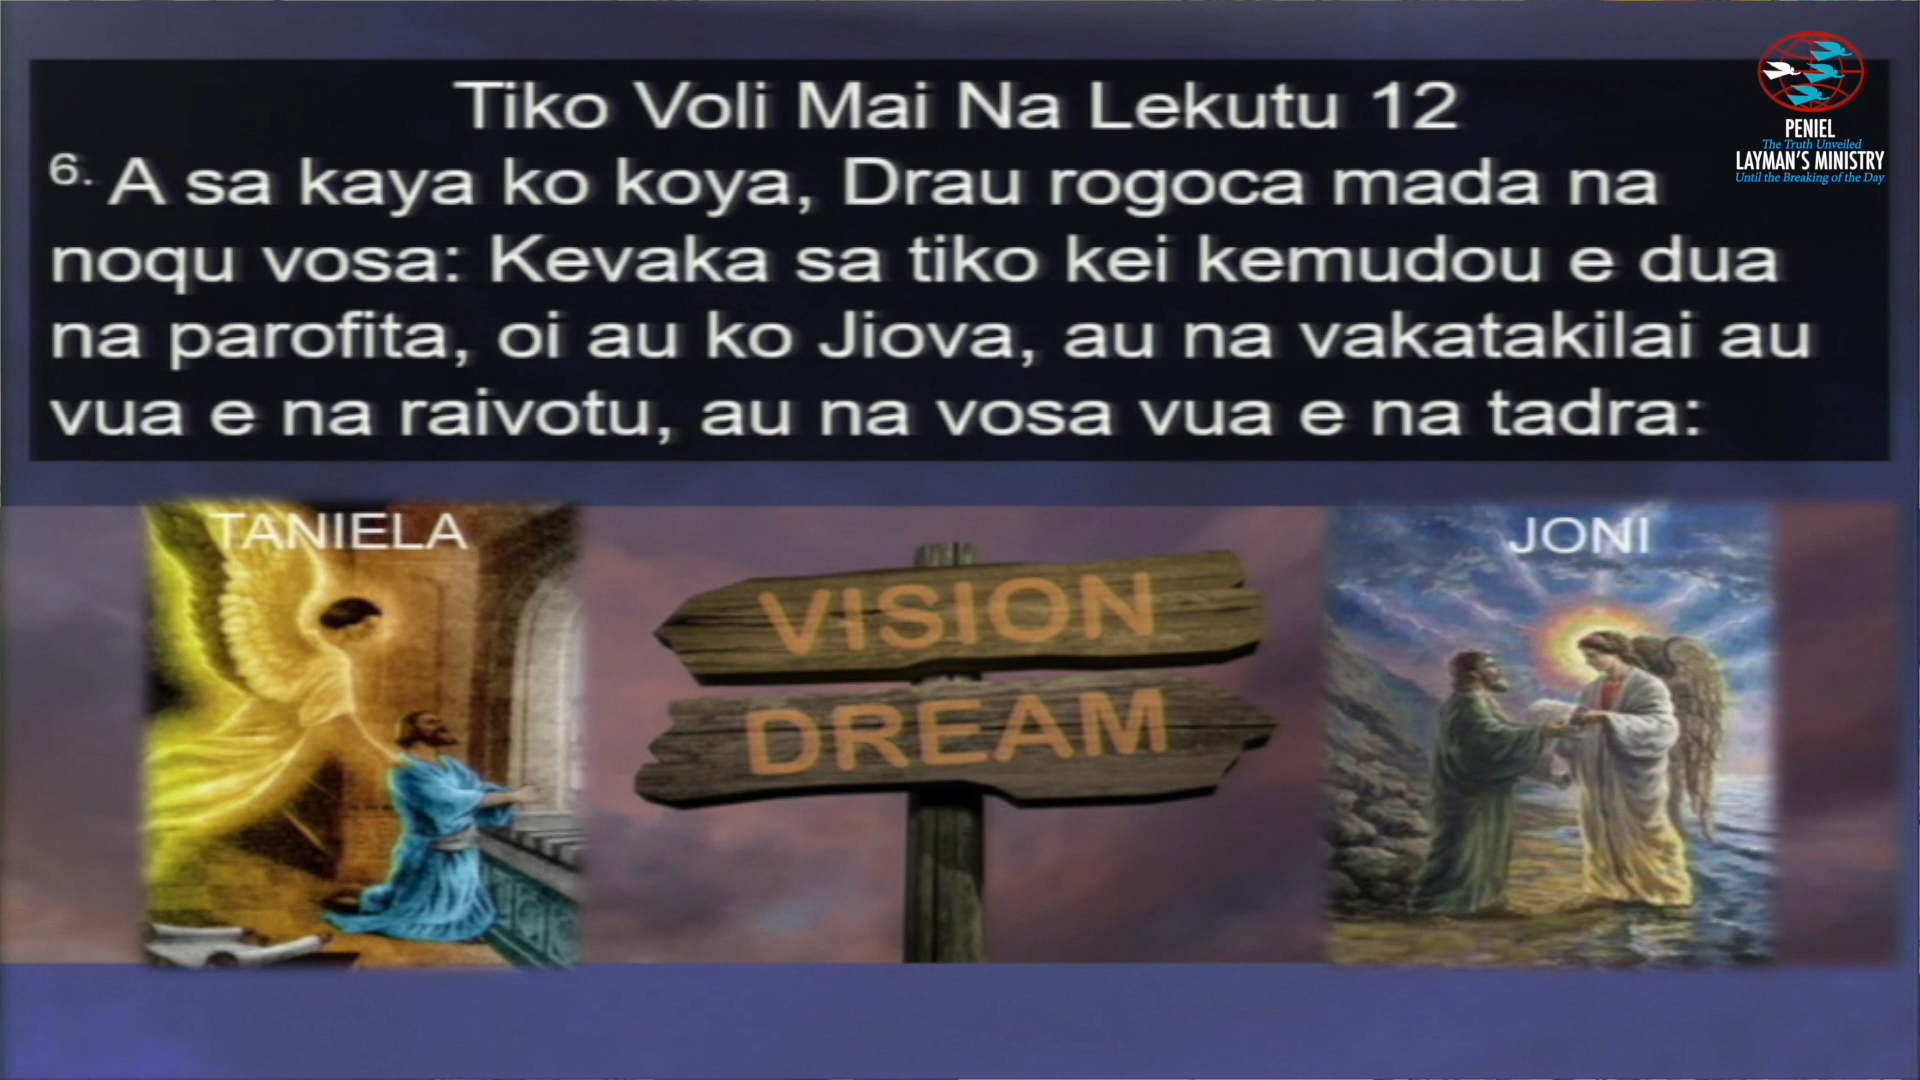 Tiko Voli Mai Na Lekutu 12
6. A sa kaya ko koya, Drau rogoca mada na
noqu vosa: Kevaka sa tiko kei kemudou e dua
na parofita, oi au ko Jiova, au na vakatakilai au
vua e na raivotu, au na vosa vua e na tadra:
PENIEL
The Truth Unveiled
LAYMAN'S MINISTRY
Until the Breaking of the Day
TANIELA
VISION
DREAM
JONI